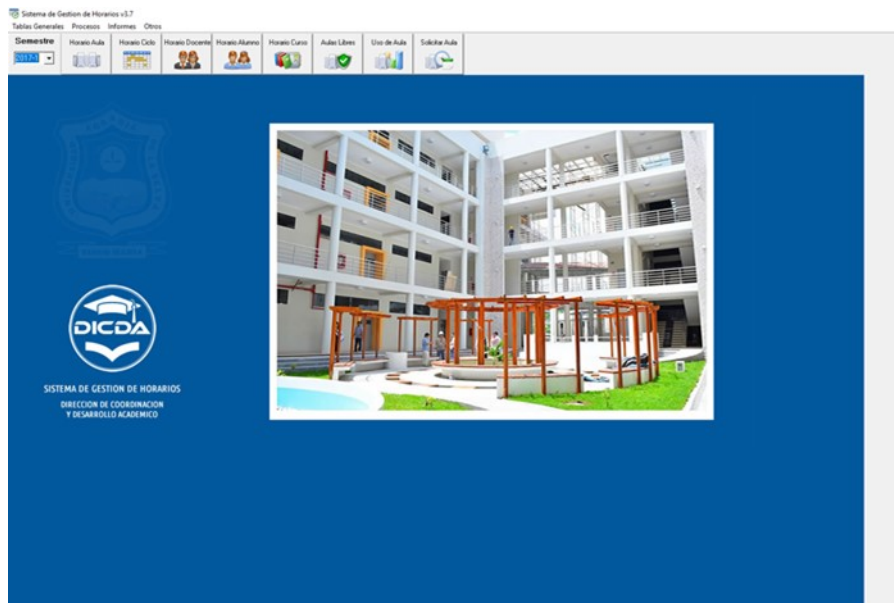 Sistema de Gestion de Horarios v3.7
Tablas Generales Procesos Informes Otros
Semestre Horario Aula Horario Ciclo Horario Docente Horario Alumno Horario Curso Aulas Libres Uso de Aula Solicitar Aula
2017-1
DICDA
SISTEMA DE GESTION DE HORARIOS
DIRECCION DE COORDINACION
Y DESARROLLO ACADEMICO